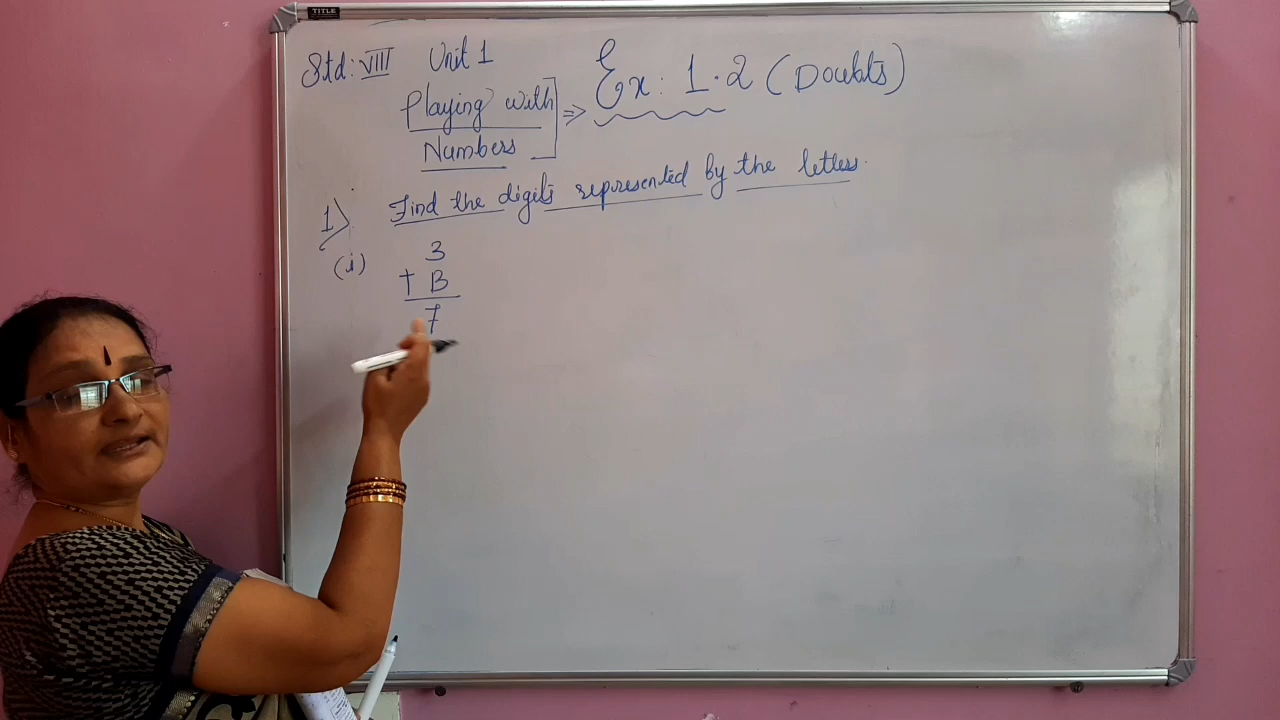 TITLE
Std: VIII Unit 1
Playing with
Numbers
⇒ Ex: 1.2 (Doubts)
1) Find the digits represented by the letters.
(i) 3
+ B
7